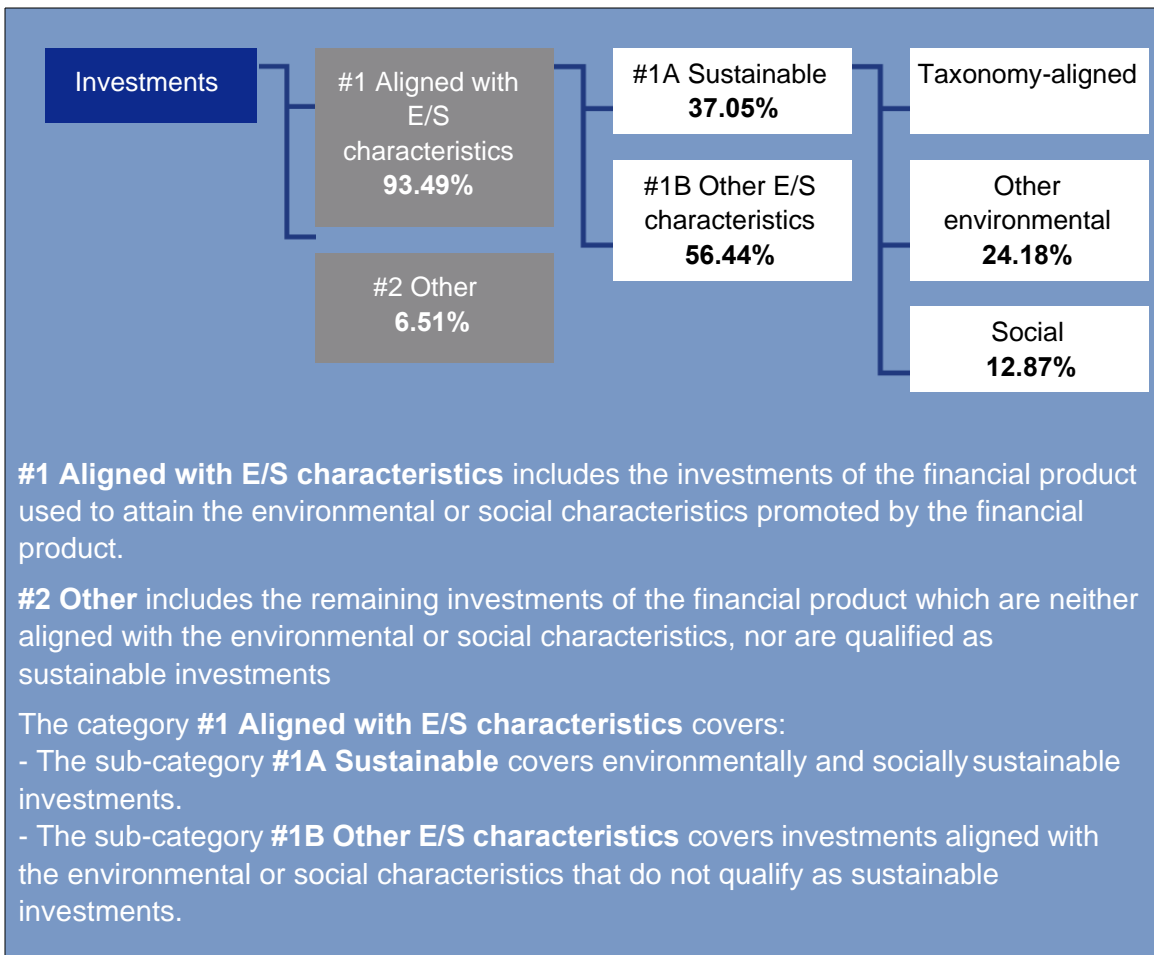 Investments
#1 Aligned with
E/S
characteristics
93.49%
#2 Other
6.51%
#1A Sustainable
37.05%
#1B Other E/S
characteristics
56.44%
Taxonomy-aligned
Other
environmental
24.18%
Social
12.87%
#1 Aligned with E/S characteristics includes the investments of the financial product
used to attain the environmental or social characteristics promoted by the financial
product.
#2 Other includes the remaining investments of the financial product which are neither
aligned with the environmental or social characteristics, nor are qualified as
sustainable investments
The category #1 Aligned with E/S characteristics covers:
- The sub-category #1A Sustainable covers environmentally and socially sustainable
investments.
- The sub-category #1B Other E/S characteristics covers investments aligned with
the environmental or social characteristics that do not qualify as sustainable
investments.